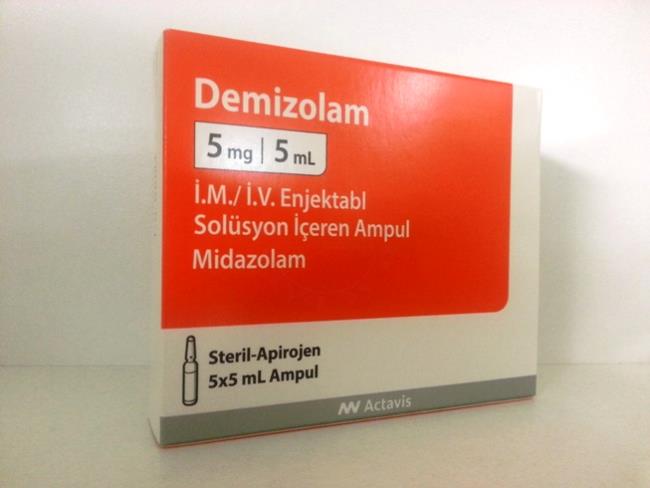 Demizolam
5 mg | 5 mL
İ.M./ İ.V. Enjektabl
Solüsyon İçeren Ampul
Midazolam
Steril-Apirojen
5x5 mL Ampul
Actavis